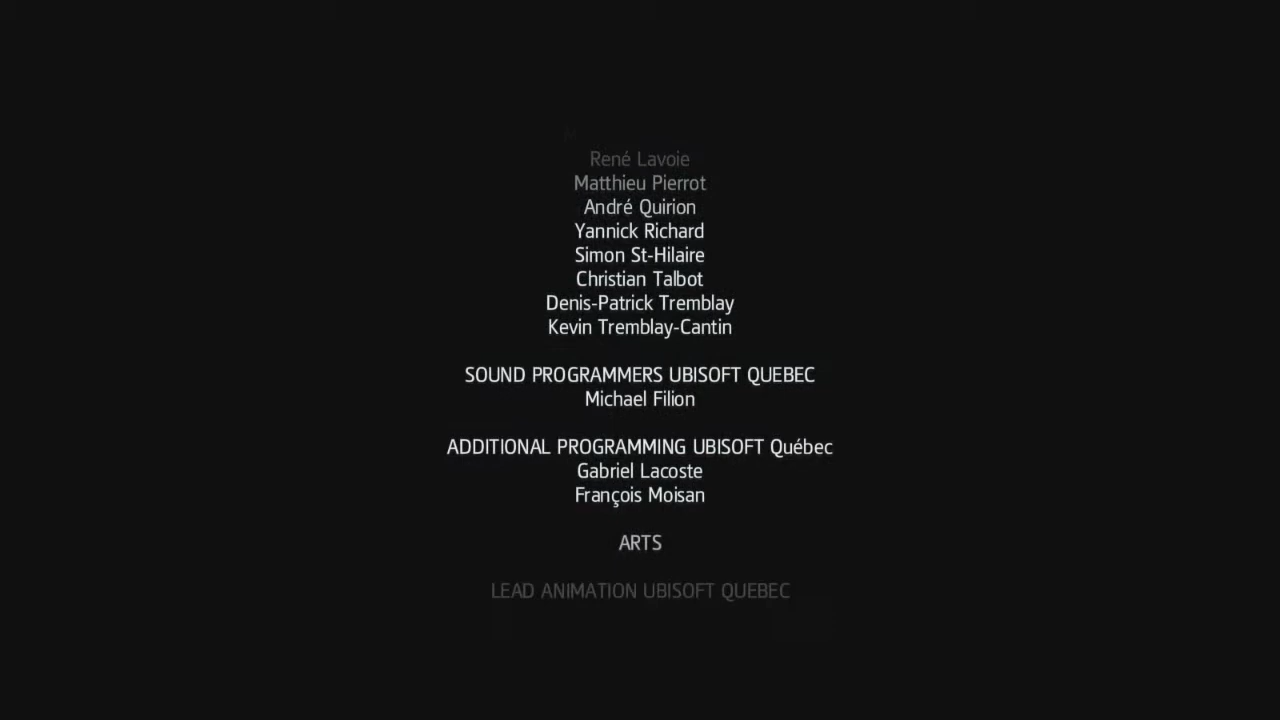 René Lavoie
Matthieu Pierrot
André Quirion
Yannick Richard
Simon St-Hilaire
Christian Talbot
Denis-Patrick Tremblay
Kevin Tremblay-Cantin
SOUND PROGRAMMERS UBISOFT QUEBEC
Michael Filion
ADDITIONAL PROGRAMMING UBISOFT Québec
Gabriel Lacoste
François Moisan
ARTS
LEAD ANIMATION UBISOFT QUEBEC